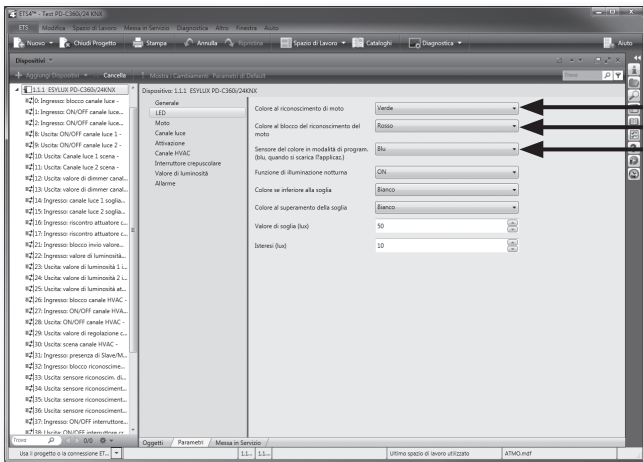 ETS4™ - Test PD-C360i/24 KNX
ETS Modifica Spazio di Lavoro Messa in Servizio Diagnostica Altro Finestra Aiuto
Nuovo Chiudi Progetto Stampa Annulla Ripristina Spazio di Lavoro Cataloghi Diagnostica Aiuto
Dispositivi
Aggiungi Dispositivi Cancella Mostra i Cambiamenti Parametri di Default Trova
1.1.1 ESYLUX PD-C360i/24KNX
0: Ingresso: blocco canale luce -
1: Ingresso: ON/OFF canale luce...
2: Ingresso: ON/OFF canale luce...
8: Uscita: ON/OFF canale luce 1 -
9: Uscita: ON/OFF canale luce 2 -
10: Uscita: Canale luce 1 scena -
11: Uscita: Canale luce 2 scena -
12: Uscita: valore di dimmer canal...
13: Uscita: valore di dimmer canal...
14: Ingresso: canale luce 1 soglia...
15: Ingresso: canale luce 2 soglia...
16: Ingresso: riscontro attuatore c...
17: Ingresso: riscontro attuatore c...
21: Ingresso: blocco invio valore...
22: Ingresso: valore di luminosità...
23: Uscita: valore di luminosità 1 i...
24: Uscita: valore di luminosità 2 i...
25: Uscita: valore di luminosità at...
26: Ingresso: blocco canale HVAC -
27: Ingresso: ON/OFF canale HVA...
28: Uscita: ON/OFF canale HVAC -
29: Uscita: valore di regolazione c...
30: Uscita: scena canale HVAC -
31: Ingresso: presenza di Slave/M...
32: Ingresso: blocco riconoscime...
33: Uscita: sensore riconoscim. di...
34: Uscita: sensore riconosciment...
35: Uscita: sensore riconosciment...
36: Uscita: sensore riconosciment...
37: Ingresso: ON/OFF interruttore...
38: Uscita: ON/OFF interruttore cr...
Trova 0/0
Dispositivo: 1.1.1 ESYLUX PD-C360i/24KNX
Generale
LED
Moto
Canale luce
Attivazione
Canale HVAC
Interruttore crepuscolare
Valore di luminosità
Allarme
Colore al riconoscimento di moto Verde
Colore al blocco del riconoscimento del moto Rosso
Sensore del colore in modalità di program. Blu
(blu, quando si scarica l'applicaz.)
Funzione di illuminazione notturna ON
Colore se inferiore alla soglia Bianco
Colore al superamento della soglia Bianco
Valore di soglia (lux) 50
Isteresi (lux) 10
Oggetti Parametri Messa in Servizio
Usa il progetto o la connessione ET... 1.1... 1.1... Ultimo spazio di lavoro utilizzato ATMO.mdf